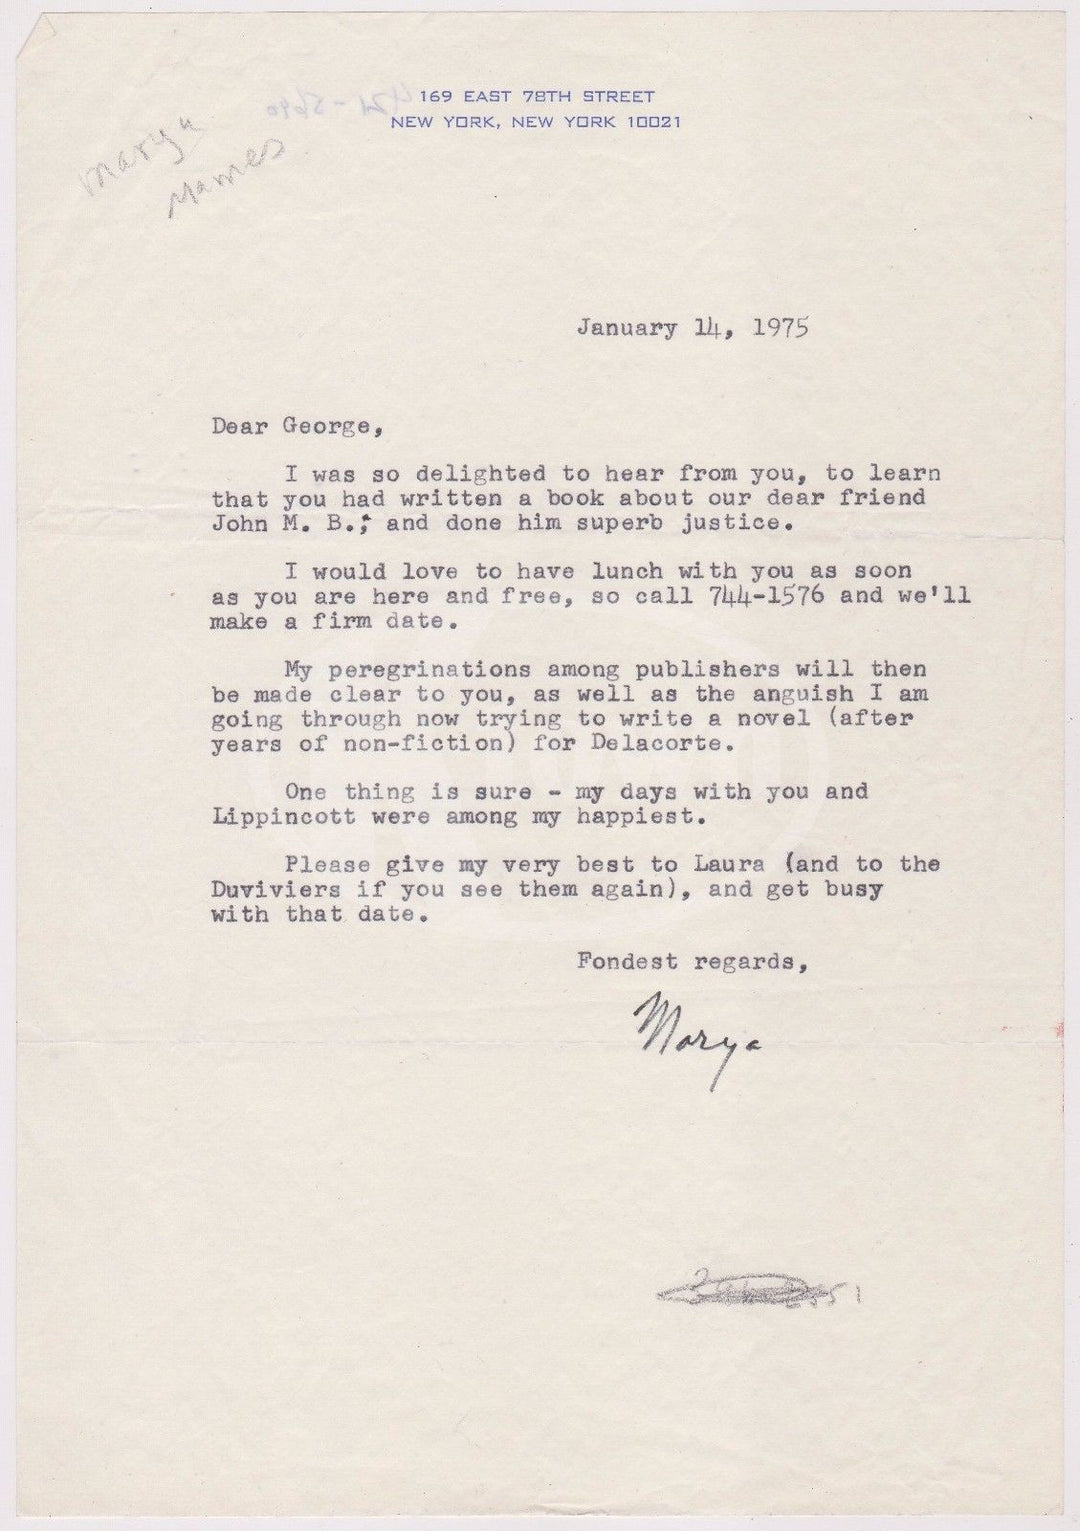 169 EAST 78TH STREET
NEW YORK, NEW YORK 10021
Marya
Mannes
January 14, 1975
Dear George,
I was so delighted to hear from you, to learn
that you had written a book about our dear friend
John M. B.; and done him superb justice.
I would love to have lunch with you as soon
as you are here and free, so call 744-1576 and we'll
make a firm date.
My peregrinations among publishers will then
be made clear to you, as well as the anguish I am
going through now trying to write a novel (after
years of non-fiction) for Delacorte.
One thing is sure - my days with you and
Lippincott were among my happiest.
Please give my very best to Laura (and to the
Duviviers if you see them again), and get busy
with that date.
Fondest regards,
Marya